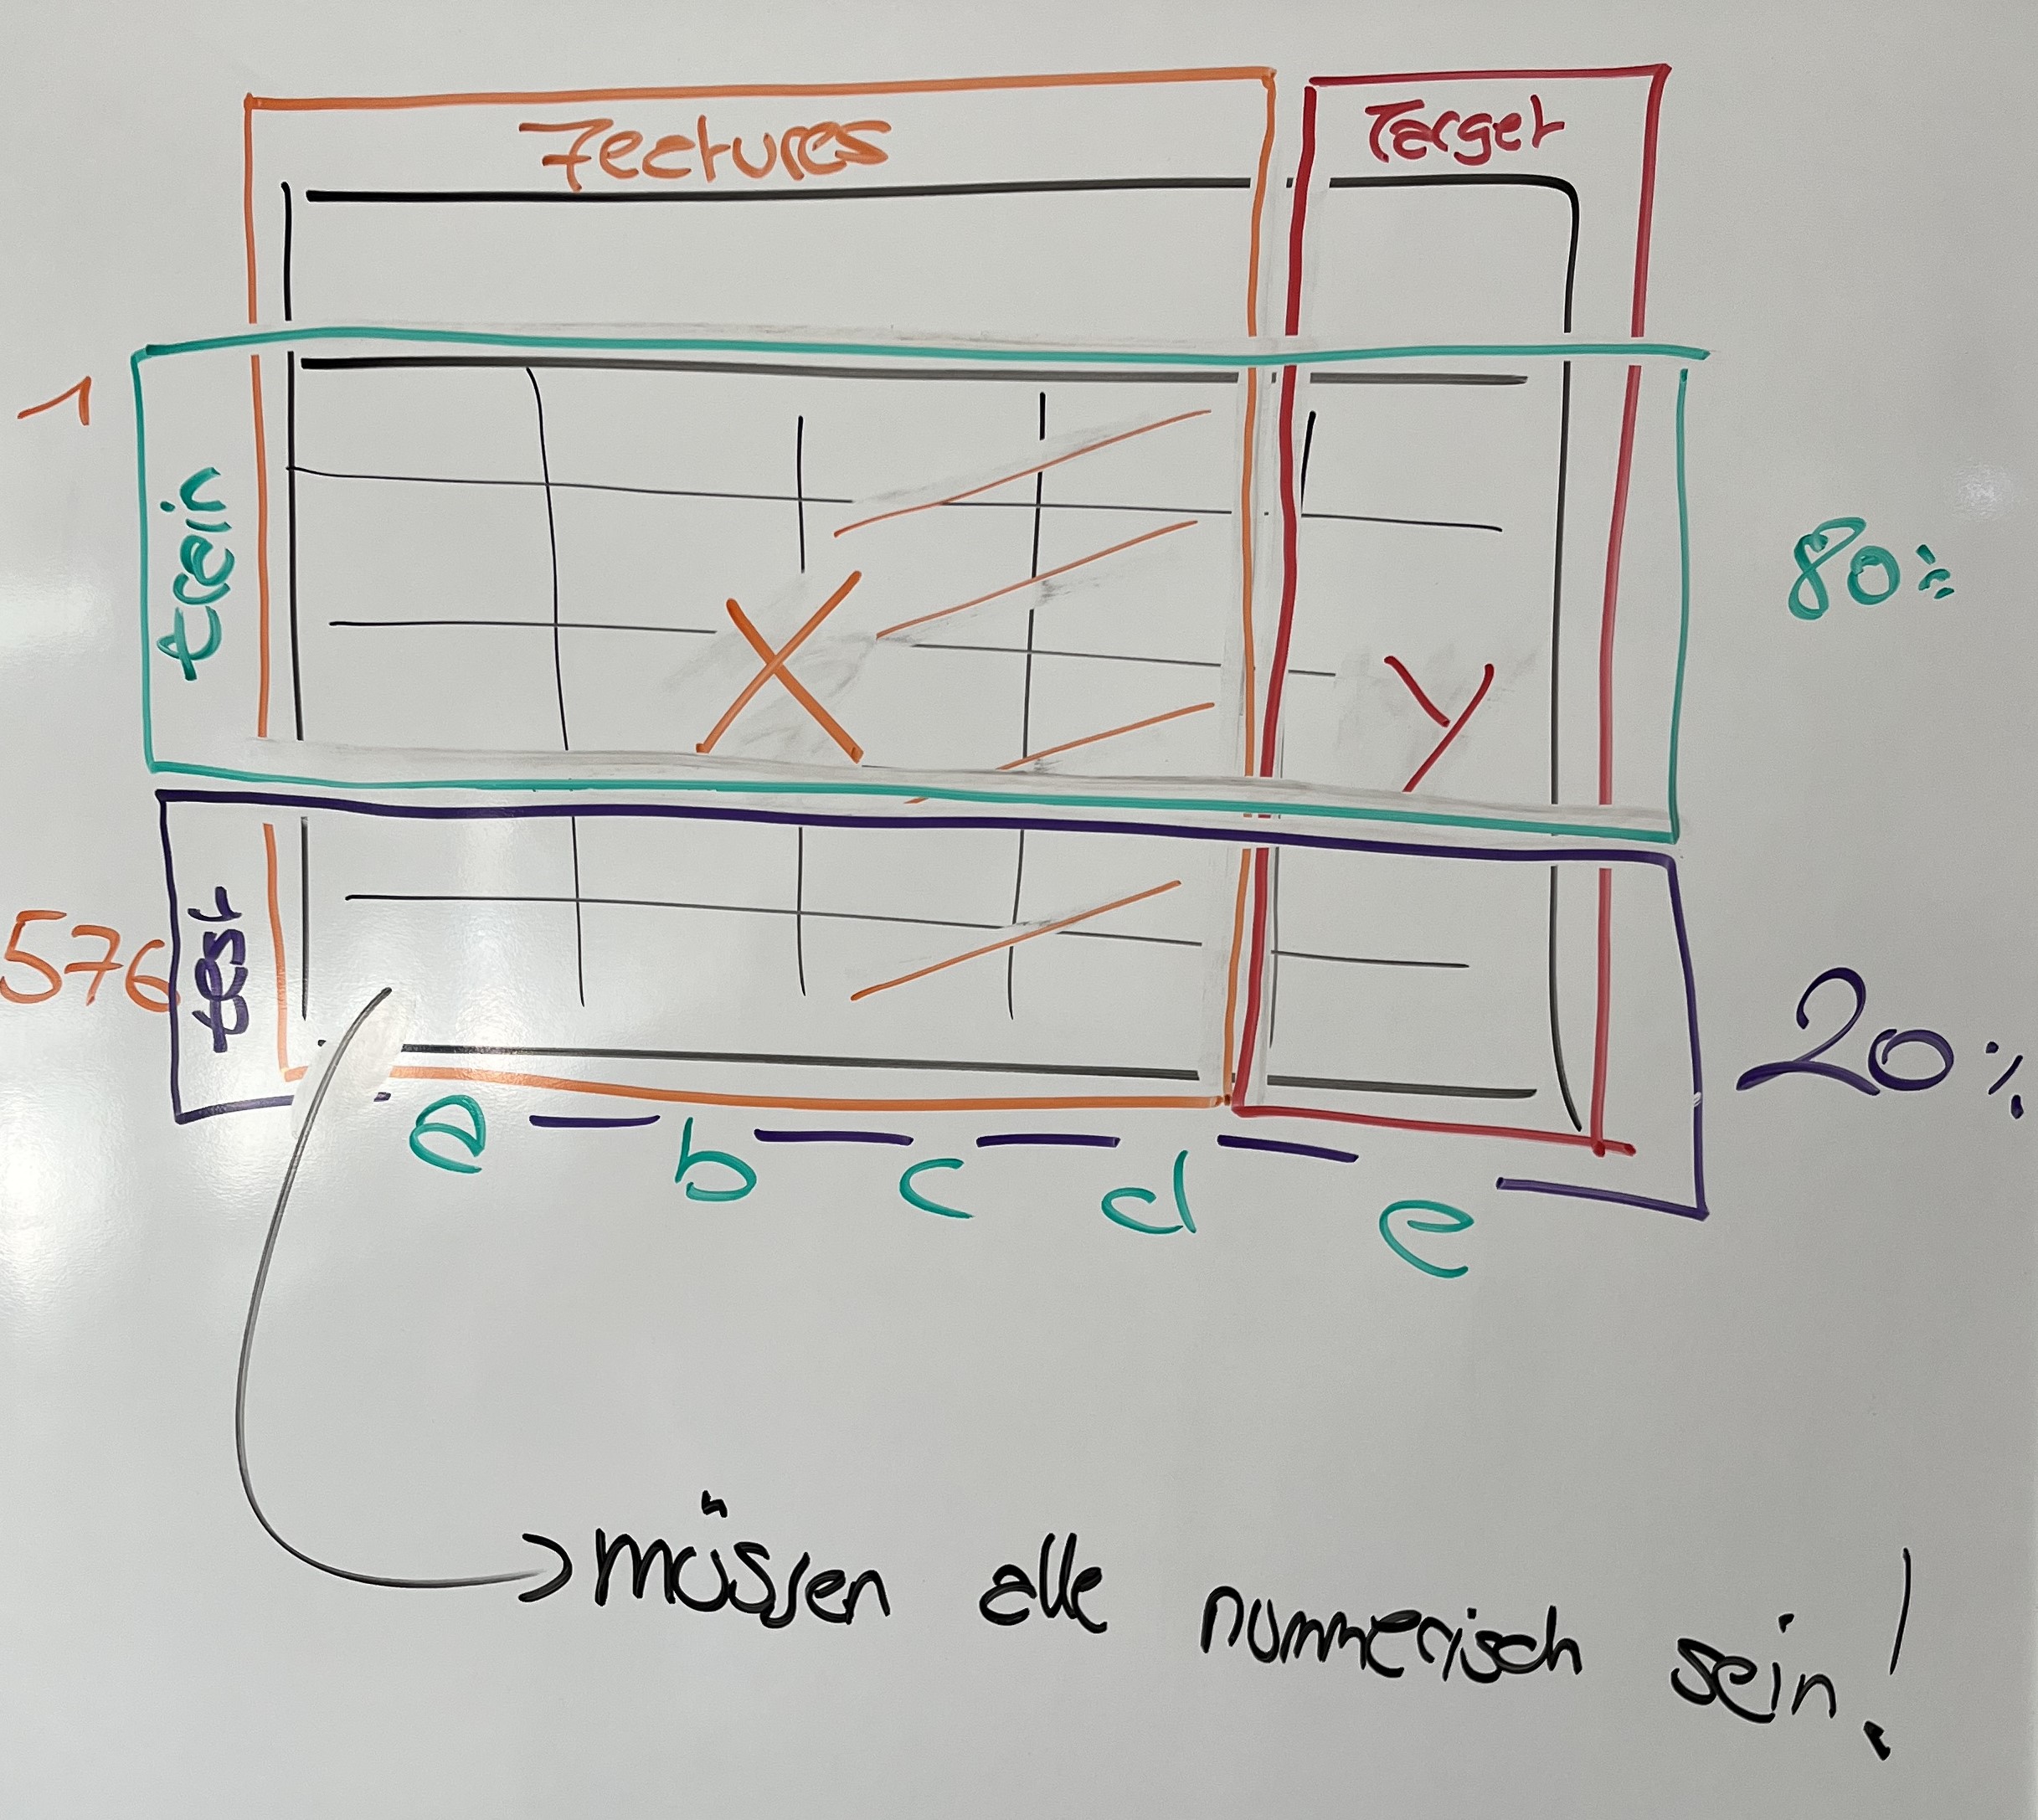 Features
Target
1
train
80%
X
Y
576
test
20%
a b c d e
müssen alle nummerisch sein!